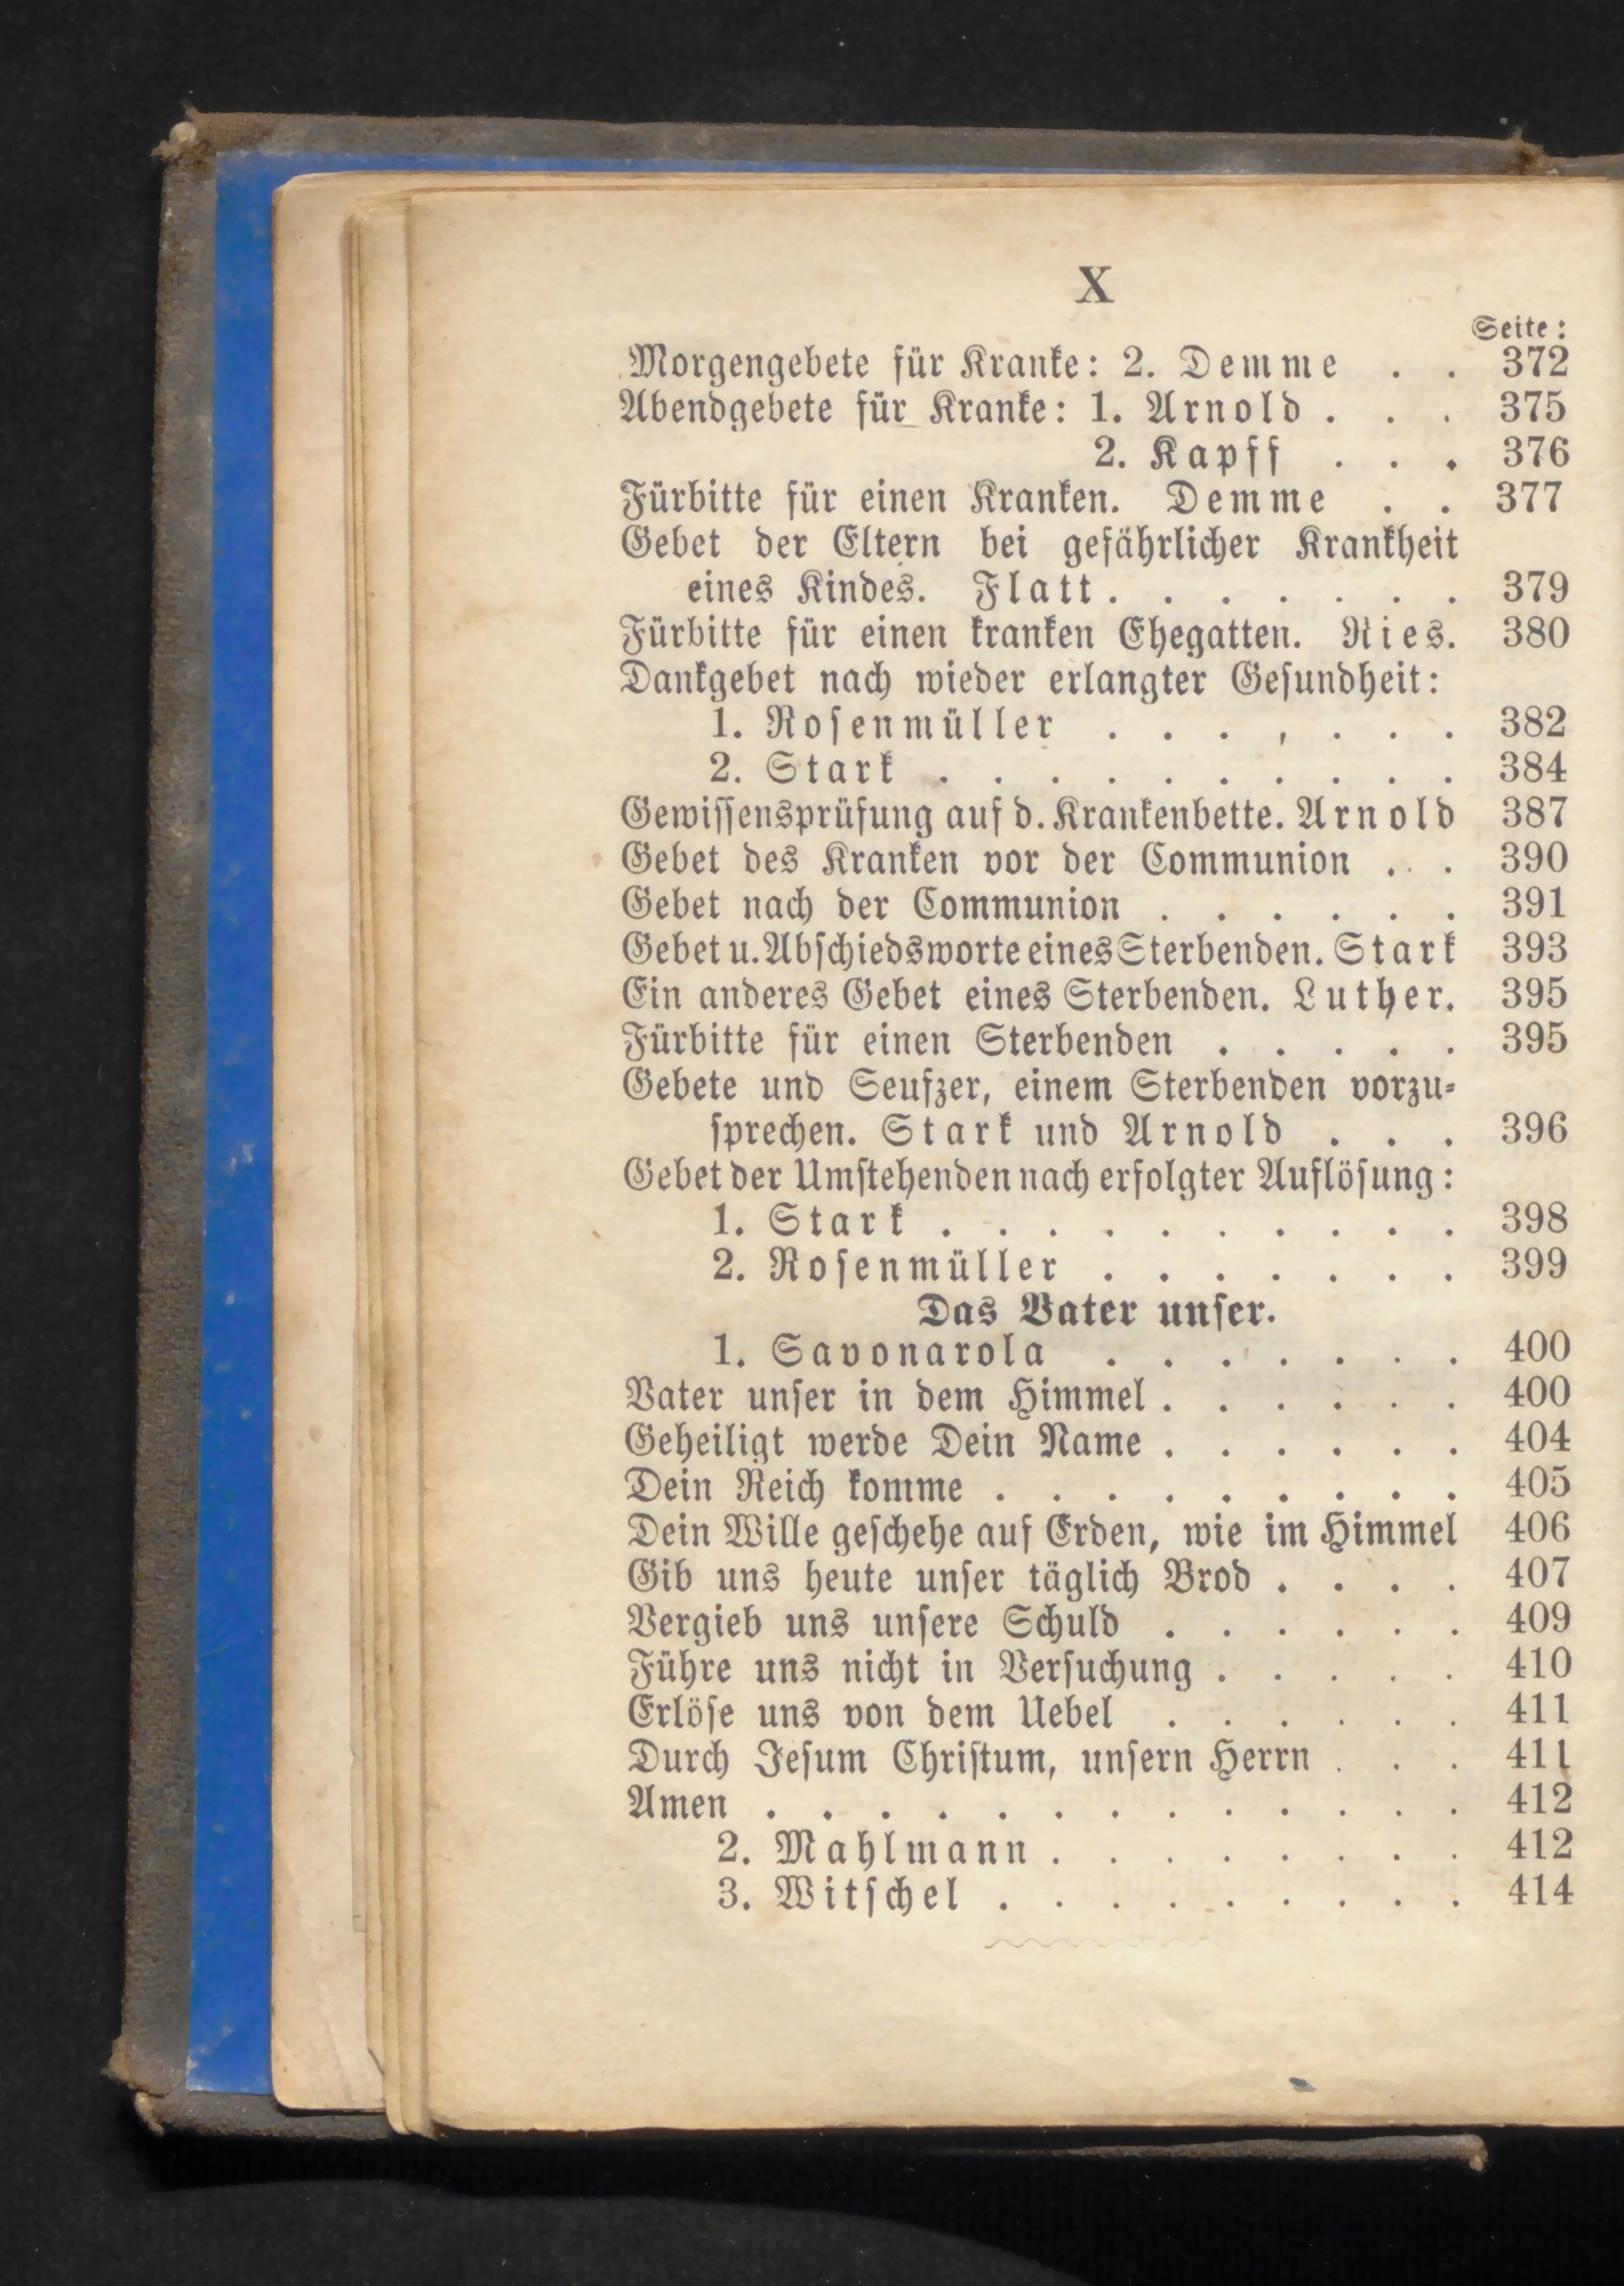 X
Seite:
Morgengebete für Kranke: 2. Demme . . 372
Abendgebete für Kranke: 1. Arnold . . . 375
2. Kapff . . . 376
Fürbitte für einen Kranken. Demme . . 377
Gebet der Eltern bei gefährlicher Krankheit
eines Kindes. Flatt . . . . . . . 379
Fürbitte für einen kranken Ehegatten. Ries. 380
Dankgebet nach wieder erlangter Gesundheit:
1. Rosenmüller . . . , . . . 382
2. Stark . . . . . . . . . . 384
Gewissensprüfung auf d. Krankenbette. Arnold 387
Gebet des Kranken vor der Communion . . 390
Gebet nach der Communion . . . . . . 391
Gebet u. Abschiedsworte eines Sterbenden. Stark 393
Ein anderes Gebet eines Sterbenden. Luther. 395
Fürbitte für einen Sterbenden . . . . . 395
Gebete und Seufzer, einem Sterbenden vorzu-
sprechen. Stark und Arnold . . . 396
Gebet der Umstehenden nach erfolgter Auflösung:
1. Stark . . . . . . . . . . 398
2. Rosenmüller . . . . . . . 399
Das Vater unser.
1. Savonarola . . . . . . . 400
Vater unser in dem Himmel . . . . . . 400
Geheiligt werde Dein Name . . . . . . 404
Dein Reich komme . . . . . . . . . 405
Dein Wille geschehe auf Erden, wie im Himmel 406
Gib uns heute unser täglich Brod . . . . 407
Vergieb uns unsere Schuld . . . . . . 409
Führe uns nicht in Versuchung . . . . . 410
Erlöse uns von dem Uebel . . . . . . 411
Durch Jesum Christum, unsern Herrn . . . 411
Amen . . . . . . . . . . . . . 412
2. Mahlmann . . . . . . . . 412
3. Witschel . . . . . . . . . 414